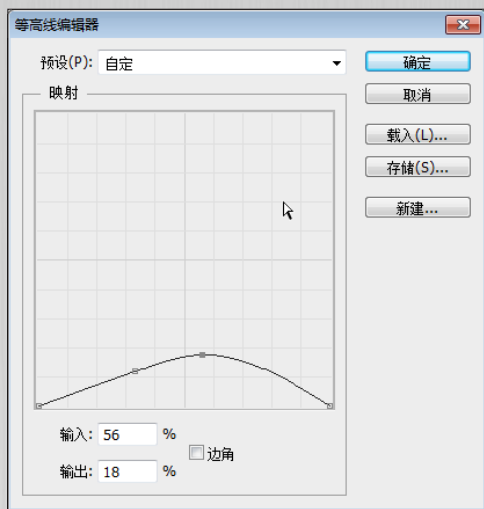 等高线编辑器
预设(P): 自定
确定
取消
载入(L)...
存储(S)...
新建...
映射
输入: 56 %
边角
输出: 18 %